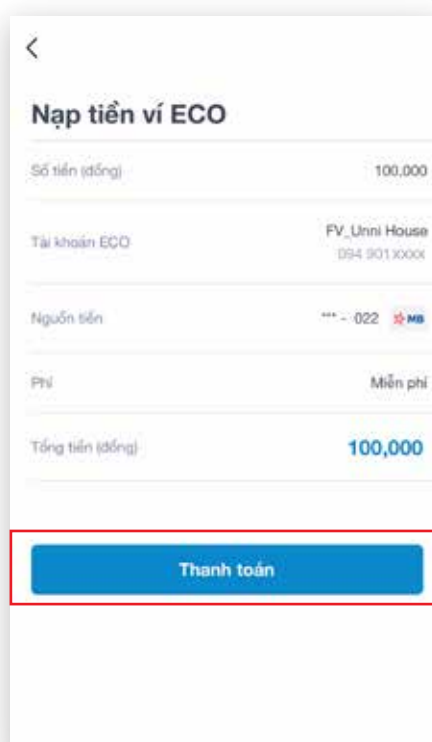 Nạp tiền ví ECO
Số tiền (đồng) 100,000
Tài khoản ECO FV_Unni House
094 901 XXXX
Nguồn tiền *** - 022 MB
Phí Miễn phí
Tổng tiền (đồng) 100,000
Thanh toán